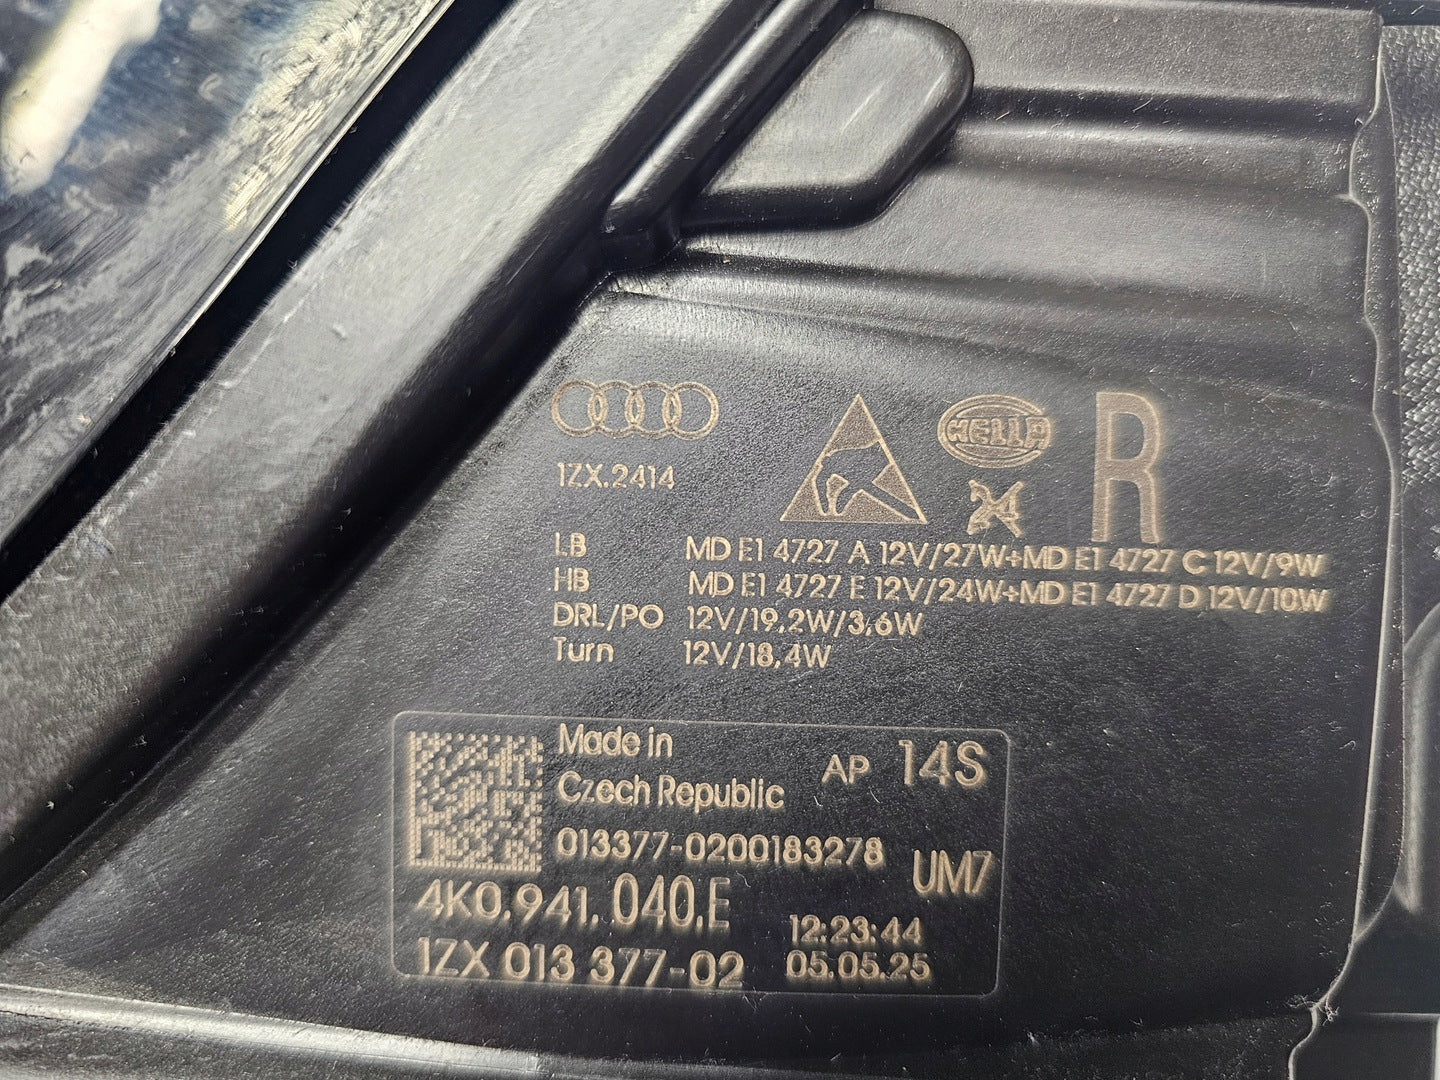 HELLA
R
1ZX.2414
24
LB MD E1 4727 A 12V/27W+MD E1 4727 C 12V/9W
HB MD E1 4727 E 12V/24W+MD E1 4727 D 12V/10W
DRL/PO 12V/19,2W/3,6W
Turn 12V/18,4W
Made in
Czech Republic
AP 14S
013377-0200183278
UM7
4K0.941.040.E
12:23:44
1ZX 013 377-02
05.05.25